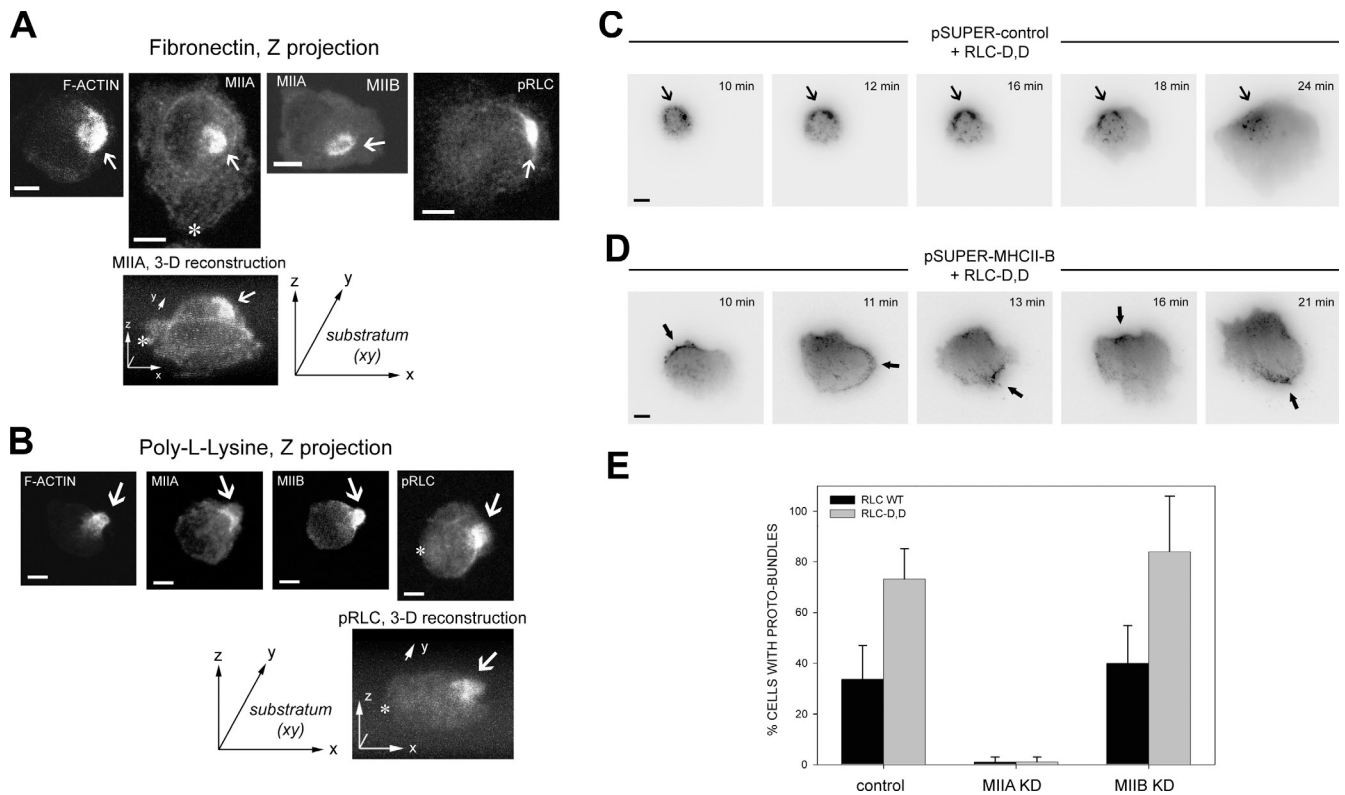 A
Fibronectin, Z projection
F-ACTIN
MIIA
MIIA MIIB
pRLC
*
MIIA, 3-D reconstruction
y
z
*
x
z
y
substratum
(xy)
x
B
Poly-L-Lysine, Z projection
F-ACTIN
MIIA
MIIB
pRLC
*
pRLC, 3-D reconstruction
z
y
substratum
(xy)
x
y
z
*
x
C
pSUPER-control
+ RLC-D,D
10 min
12 min
16 min
18 min
24 min
D
pSUPER-MHCII-B
+ RLC-D,D
10 min
11 min
13 min
16 min
21 min
E
% CELLS WITH PROTO-BUNDLES
100
80
60
40
20
0
RLC WT
RLC-D,D
control
MIIA KD
MIIB KD